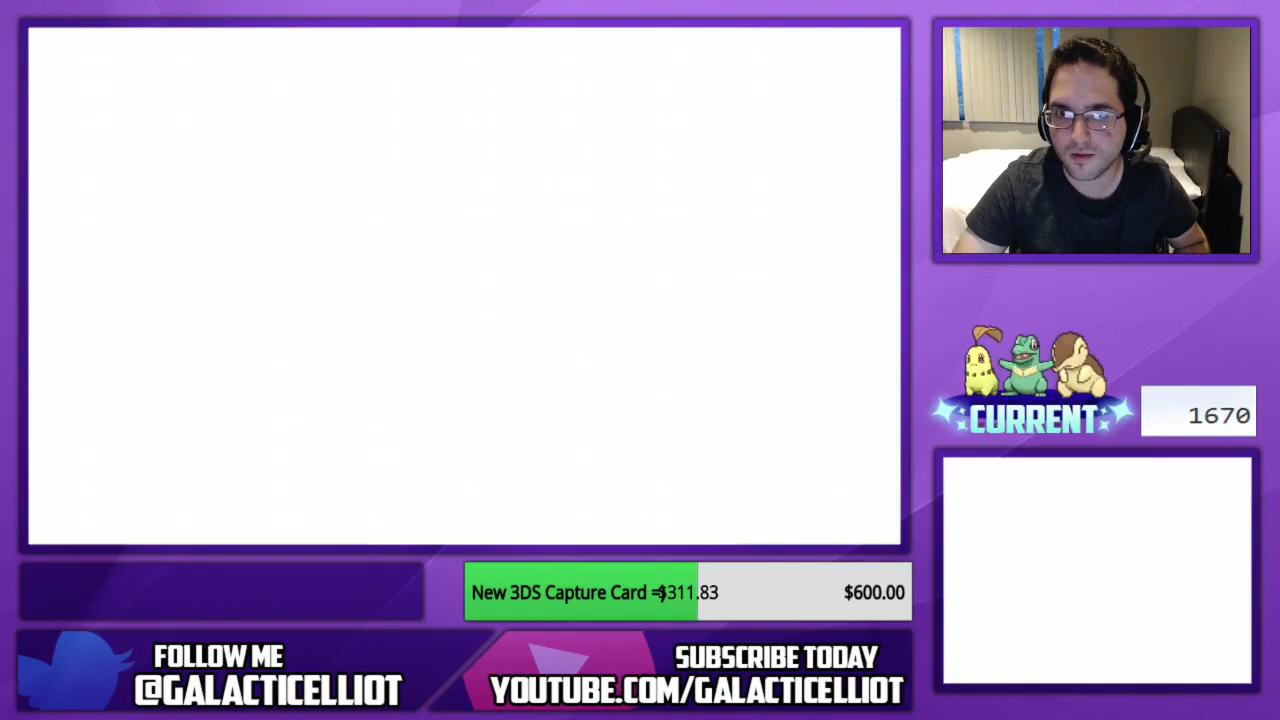 CURRENT
1670
New 3DS Capture Card =
$311.83
$600.00
FOLLOW ME
@GALACTICELLIOT
SUBSCRIBE TODAY
YOUTUBE.COM/GALACTICELLIOT